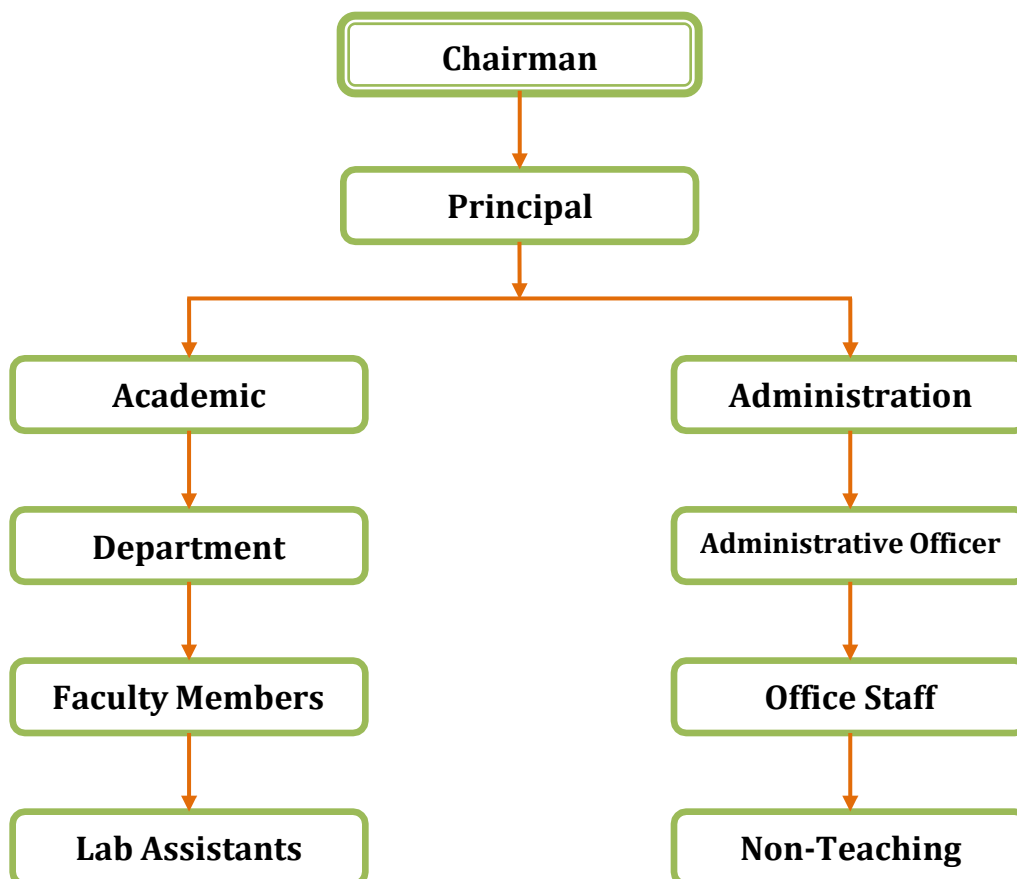 Chairman
Principal
Academic
Administration
Department
Administrative Officer
Faculty Members
Office Staff
Lab Assistants
Non-Teaching